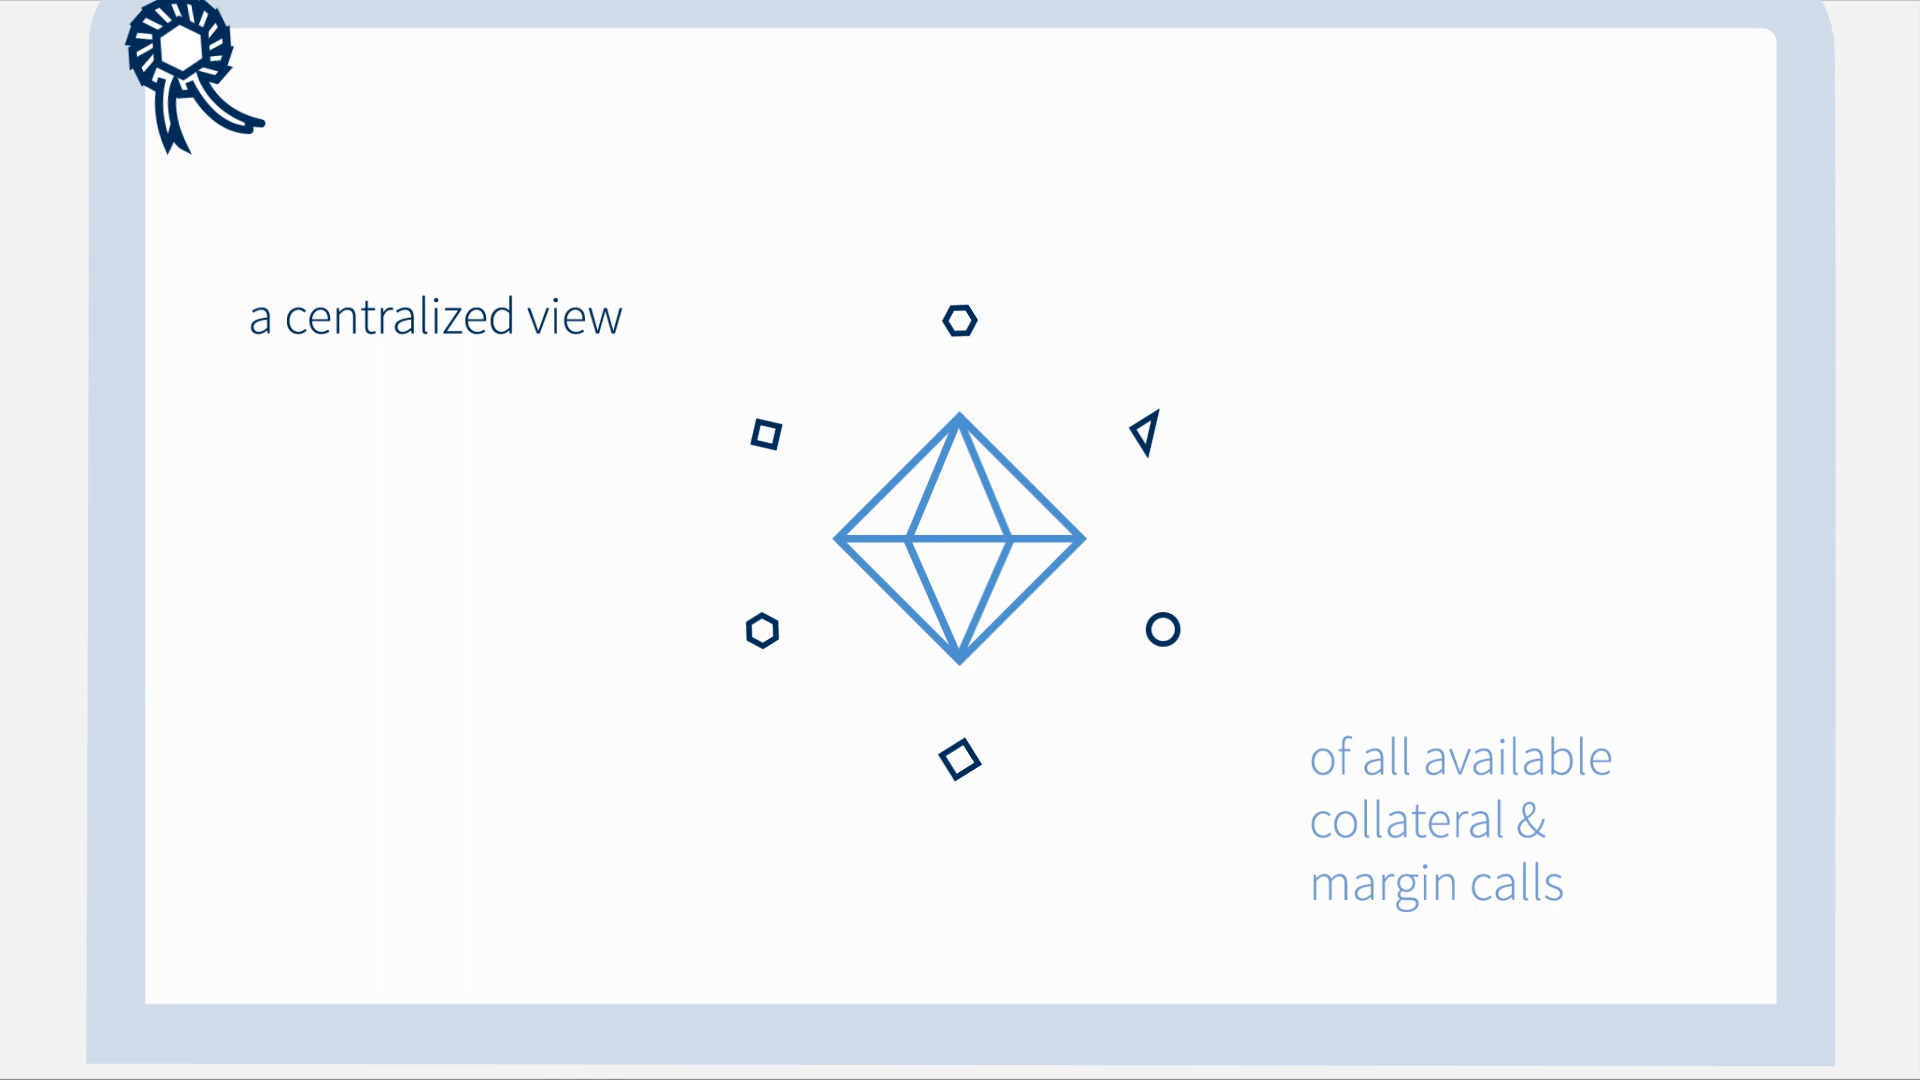 a centralized view
of all available
collateral &
margin calls